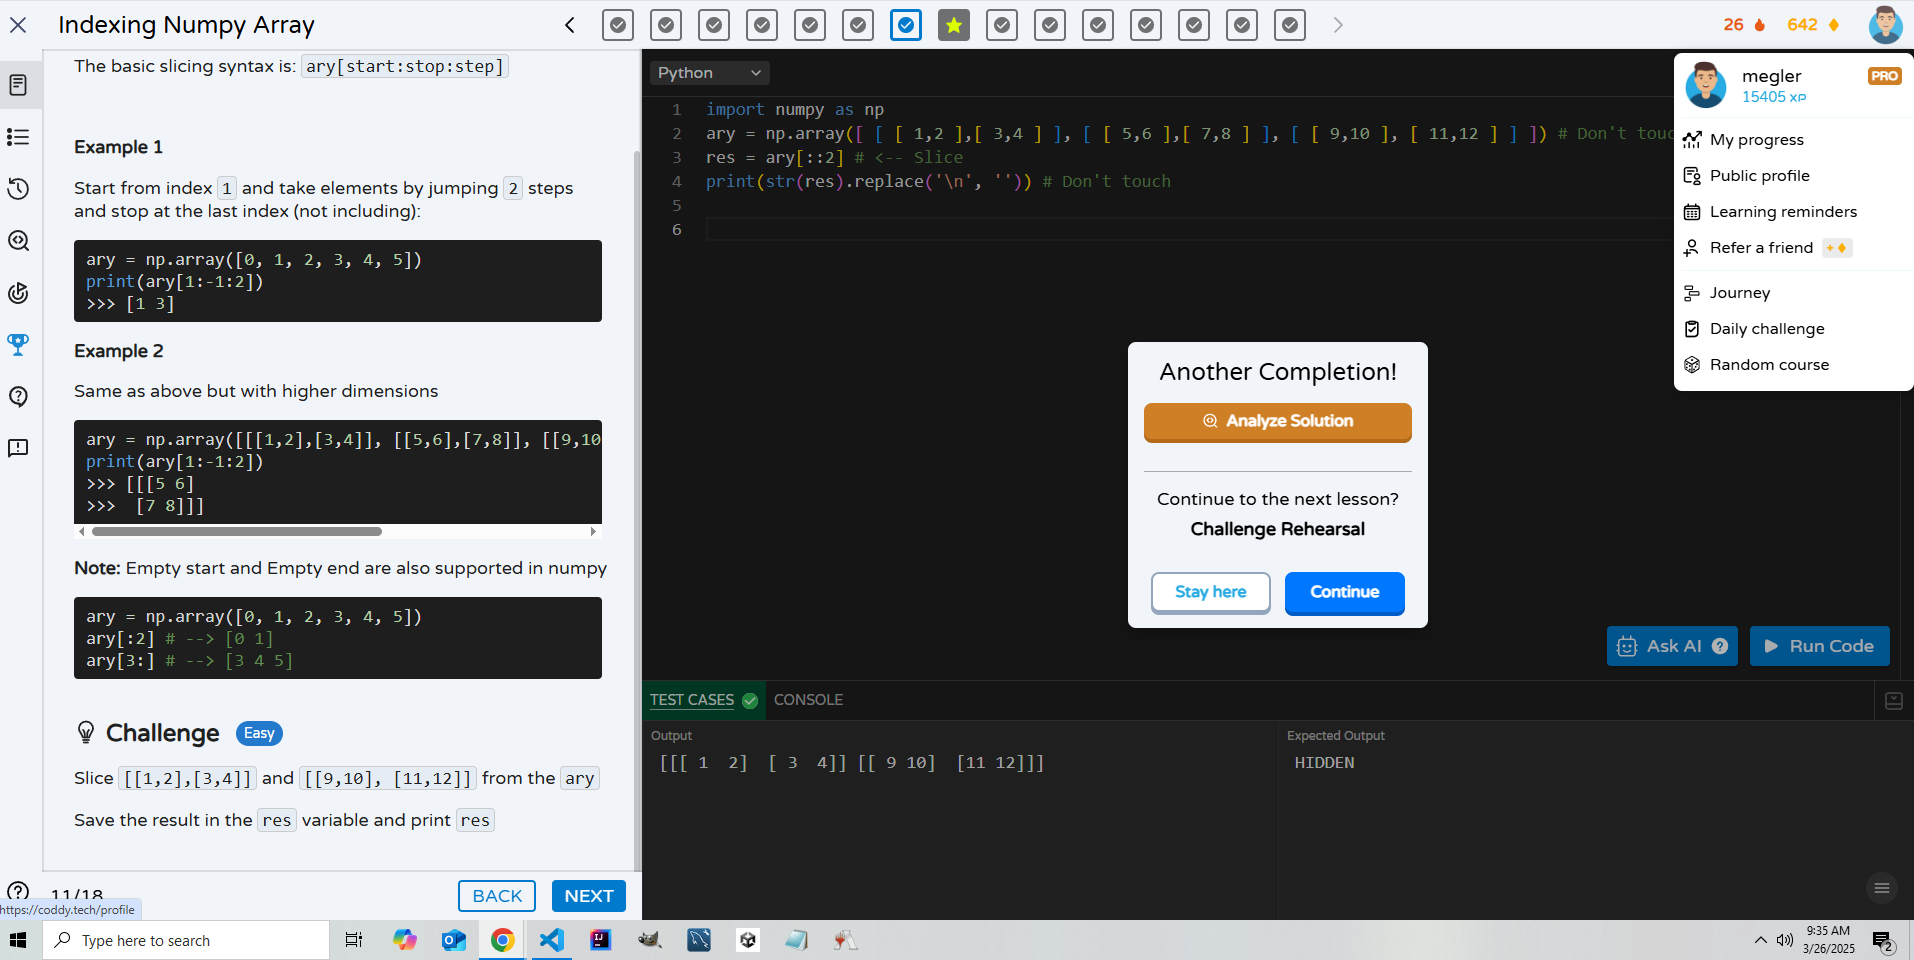 Indexing Numpy Array
26
642
The basic slicing syntax is: ary[start:stop:step]
Example 1
Start from index 1 and take elements by jumping 2 steps
and stop at the last index (not including):
ary = np.array([0, 1, 2, 3, 4, 5])
print(ary[1:-1:2])
>>> [1 3]
Example 2
Same as above but with higher dimensions
ary = np.array([[[1,2],[3,4]], [[5,6],[7,8]], [[9,10
print(ary[1:-1:2])
>>> [[[5 6]
>>>  [7 8]]]
Note: Empty start and Empty end are also supported in numpy
ary = np.array([0, 1, 2, 3, 4, 5])
ary[:2] # --> [0 1]
ary[3:] # --> [3 4 5]
Challenge Easy
Slice [[1,2],[3,4]] and [[9,10], [11,12]] from the ary
Save the result in the res variable and print res
11/18
BACK
NEXT
https://coddy.tech/profile
Python
1 import numpy as np
2 ary = np.array([ [ [ 1,2 ],[ 3,4 ] ], [ [ 5,6 ],[ 7,8 ] ], [ [ 9,10 ], [ 11,12 ] ] ]) # Don't touc
3 res = ary[::2] # <-- Slice
4 print(str(res).replace('\n', '')) # Don't touch
5
6
megler
PRO
15405 XP
My progress
Public profile
Learning reminders
Refer a friend +
Journey
Daily challenge
Random course
Another Completion!
Analyze Solution
Continue to the next lesson?
Challenge Rehearsal
Stay here
Continue
Ask AI ?
Run Code
TEST CASES
CONSOLE
Output
[[[ 1  2]  [ 3  4]] [[ 9 10]  [11 12]]]
Expected Output
HIDDEN
Type here to search
9:35 AM
3/26/2025
2